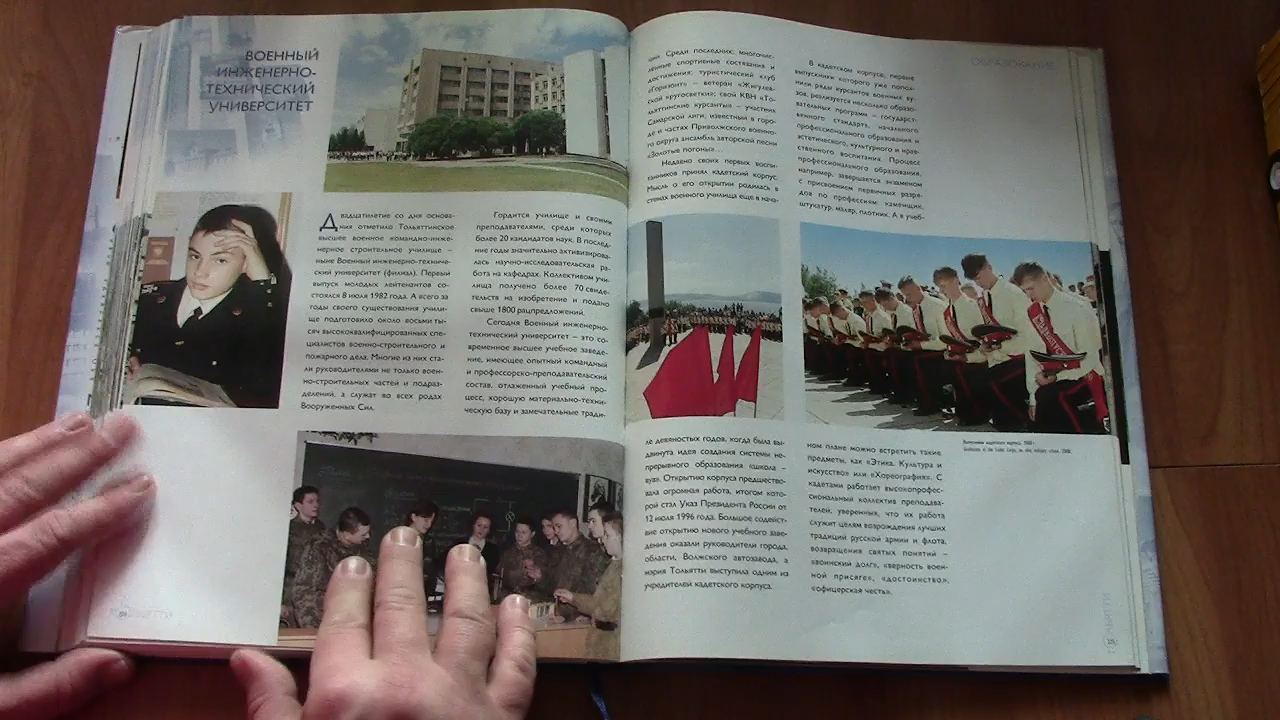 ВОЕННЫЙ
ИНЖЕНЕРНО-
ТЕХНИЧЕСКИЙ
УНИВЕРСИТЕТ
Двадцатилетие со дня основа-
ния отметило Тольяттинское
высшее военное командно-инже-
нерное строительное училище –
ныне Военный инженерно-техниче-
ский университет (филиал). Первый
выпуск молодых лейтенантов со-
стоялся 8 июля 1982 года. А всего за
годы своего существования учили-
ще подготовило около восьми ты-
сяч высококвалифицированных спе-
циалистов военно-строительного и
пожарного дела. Многие из них ста-
ли руководителями не только воен-
но-строительных частей и подраз-
делений, а служат во всех родах
Вооруженных Сил.
Гордится училище и своими
преподавателями, среди которых
более 20 кандидатов наук. В послед-
ние годы значительно активизирова-
лась научно-исследовательская ра-
бота на кафедрах. Коллективом учи-
лища получено более 70 свиде-
тельств на изобретение и подано
свыше 1800 рацпредложений.
Сегодня Военный инженерно-
технический университет – это со-
временное высшее учебное заведе-
ние, имеющее опытный командный
и профессорско-преподавательский
состав, отлаженный учебный про-
цесс, хорошую материально-техни-
ческую базу и замечательные тради-
ции. Среди последних: многочис-
ленные спортивные состязания и
достижения; туристический клуб
«Горизонт» – ветеран «Жигулев-
ской кругосветки»; свой КВН «То-
льяттинские курсанты» – участник
Самарской лиги, известный в горо-
де и частях Приволжского военно-
го округа ансамбль авторской песни
«Золотые погоны»...
Недавно своих первых воспи-
танников принял кадетский корпус.
Мысль о его открытии родилась в
стенах военного училища еще в нача-
ле девяностых годов, когда была вы-
двинута идея создания системы не-
прерывного образования «школа –
вуз». Открытию корпуса предшество-
вала огромная работа, итогом кото-
рой стал Указ Президента России от
12 июля 1996 года. Большое содейст-
вие открытию нового учебного заве-
дения оказали руководители города,
области, Волжского автозавода, а
мэрия Тольятти выступила одним из
учредителей кадетского корпуса.
ОБРАЗОВАНИЕ
В кадетском корпусе, первые
выпускники которого уже попол-
нили ряды курсантов военных ву-
зов, реализуется несколько образо-
вательных программ – государст-
венного стандарта, начального
профессионального образования и
эстетического, культурного и нрав-
ственного воспитания. Процесс
профессионального образования,
например, завершается экзаменом
с присвоением первичных разря-
дов по профессиям: каменщик,
штукатур, маляр, плотник. А в учеб-
ном плане можно встретить такие
предметы, как «Этика. Культура и
искусство» или «Хореография». С
кадетами работает высокопрофес-
сиональный коллектив преподава-
телей, уверенных, что их работа
служит целям возрождения лучших
традиций русской армии и флота,
возвращения святых понятий –
«воинский долг», «верность воен-
ной присяге», «достоинство»,
«офицерская честь».